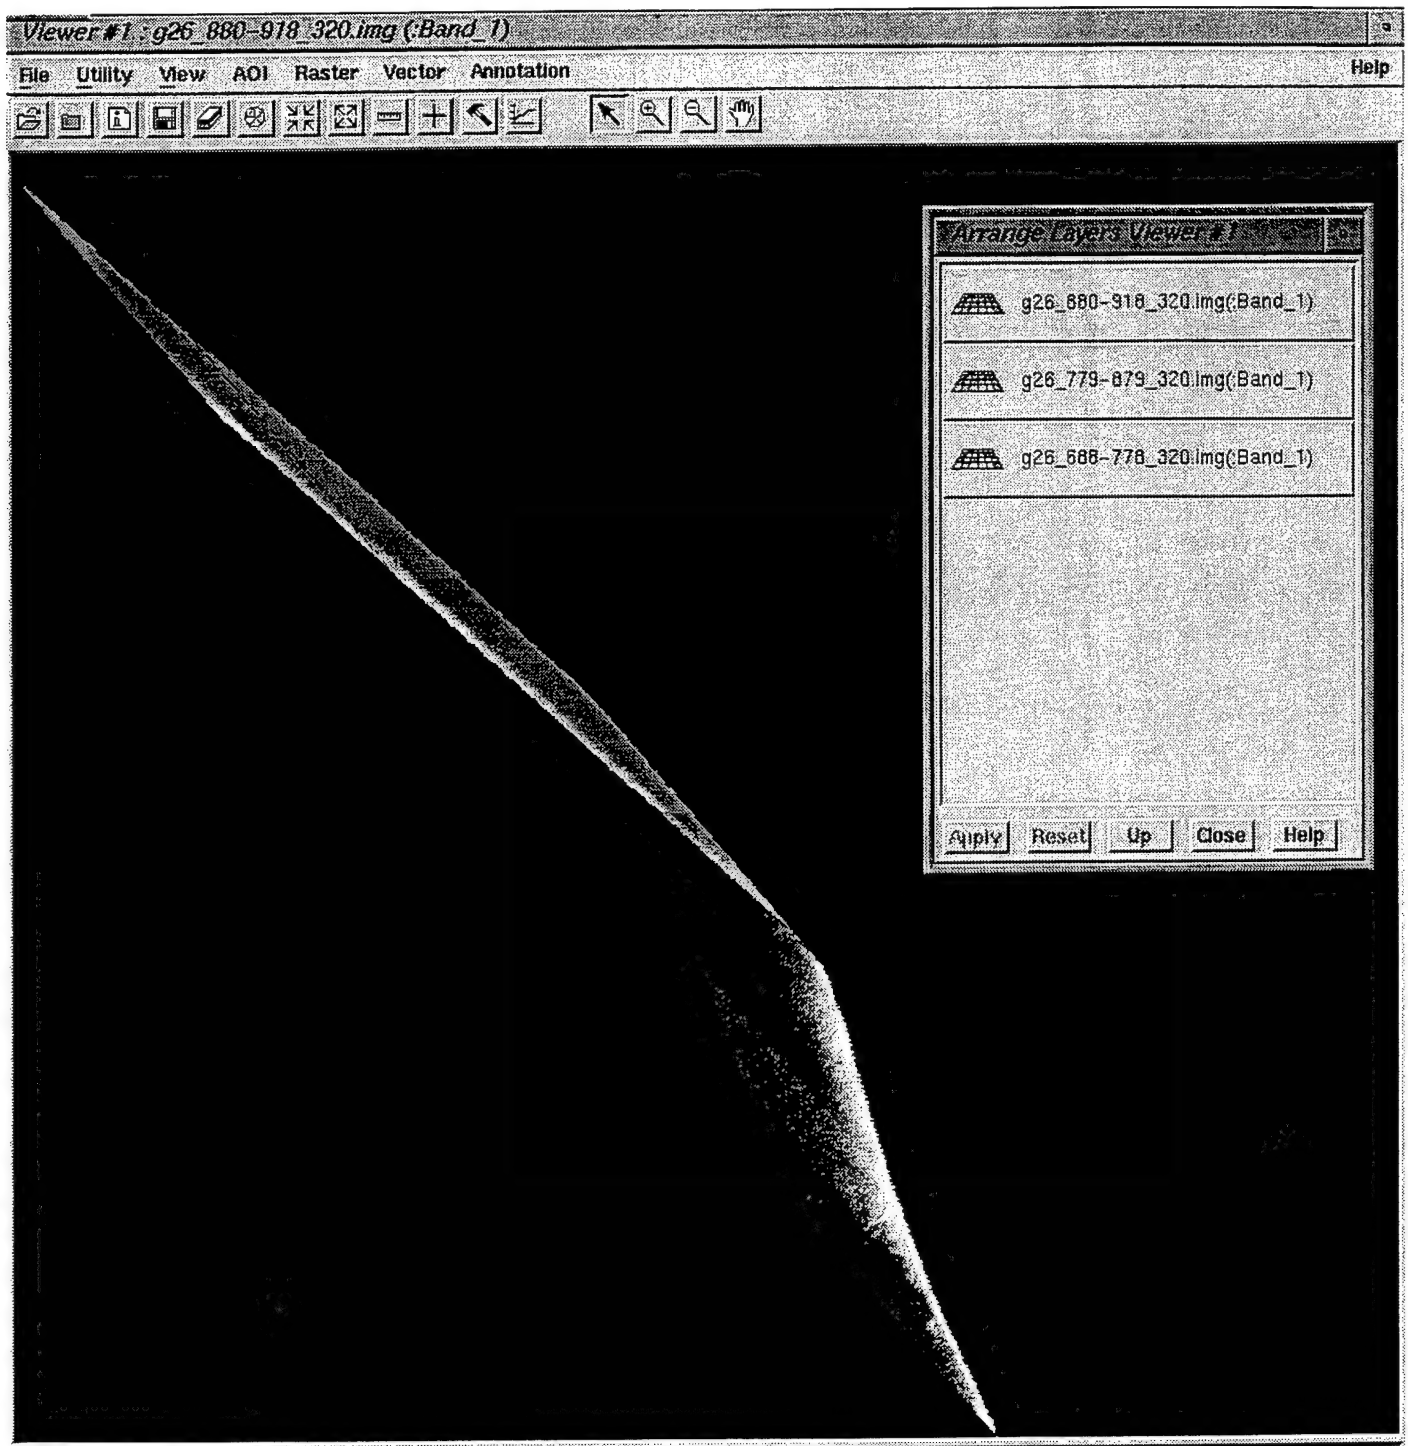 Viewer #1 : g26_880-918_320.img (:Band_1)
File Utility View AOI Raster Vector Annotation Help
Arrange Layers Viewer #1
g26_880-918_320.img(:Band_1)
g26_779-879_320.img(:Band_1)
g26_688-778_320.img(:Band_1)
Apply Reset Up Close Help